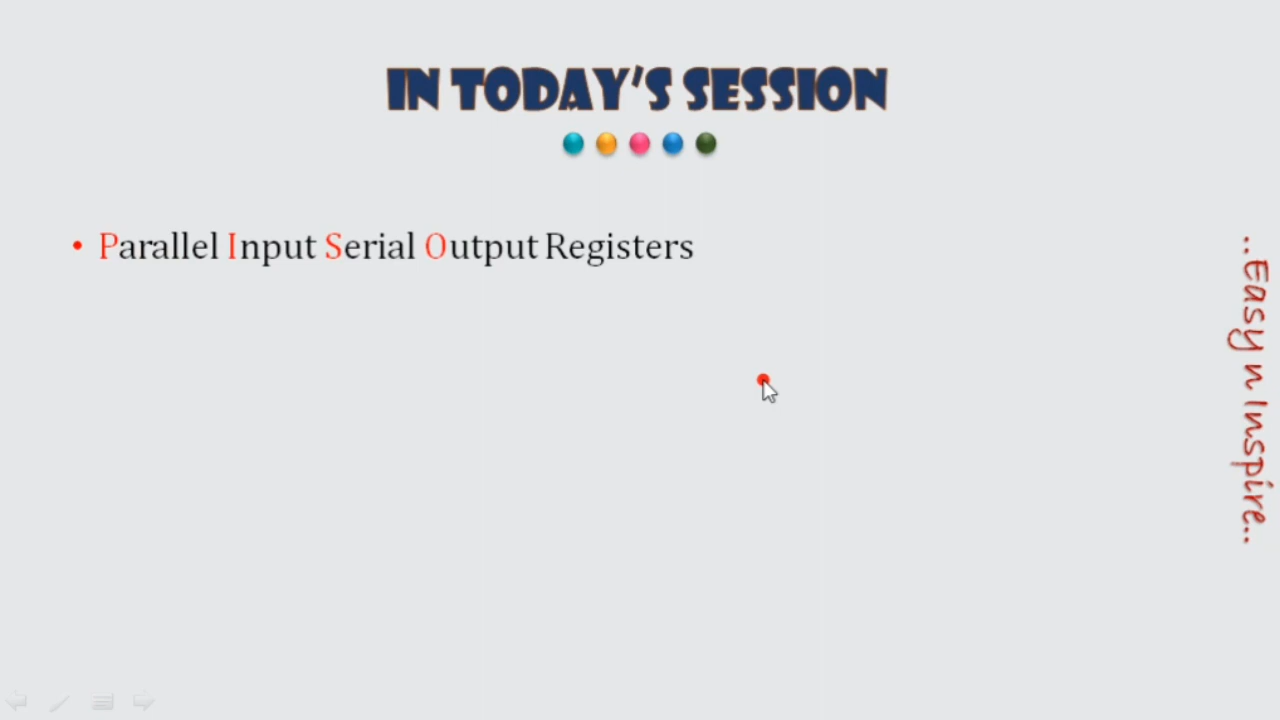 IN TODAY'S SESSION
• Parallel Input Serial Output Registers
..Easy n Inspire..